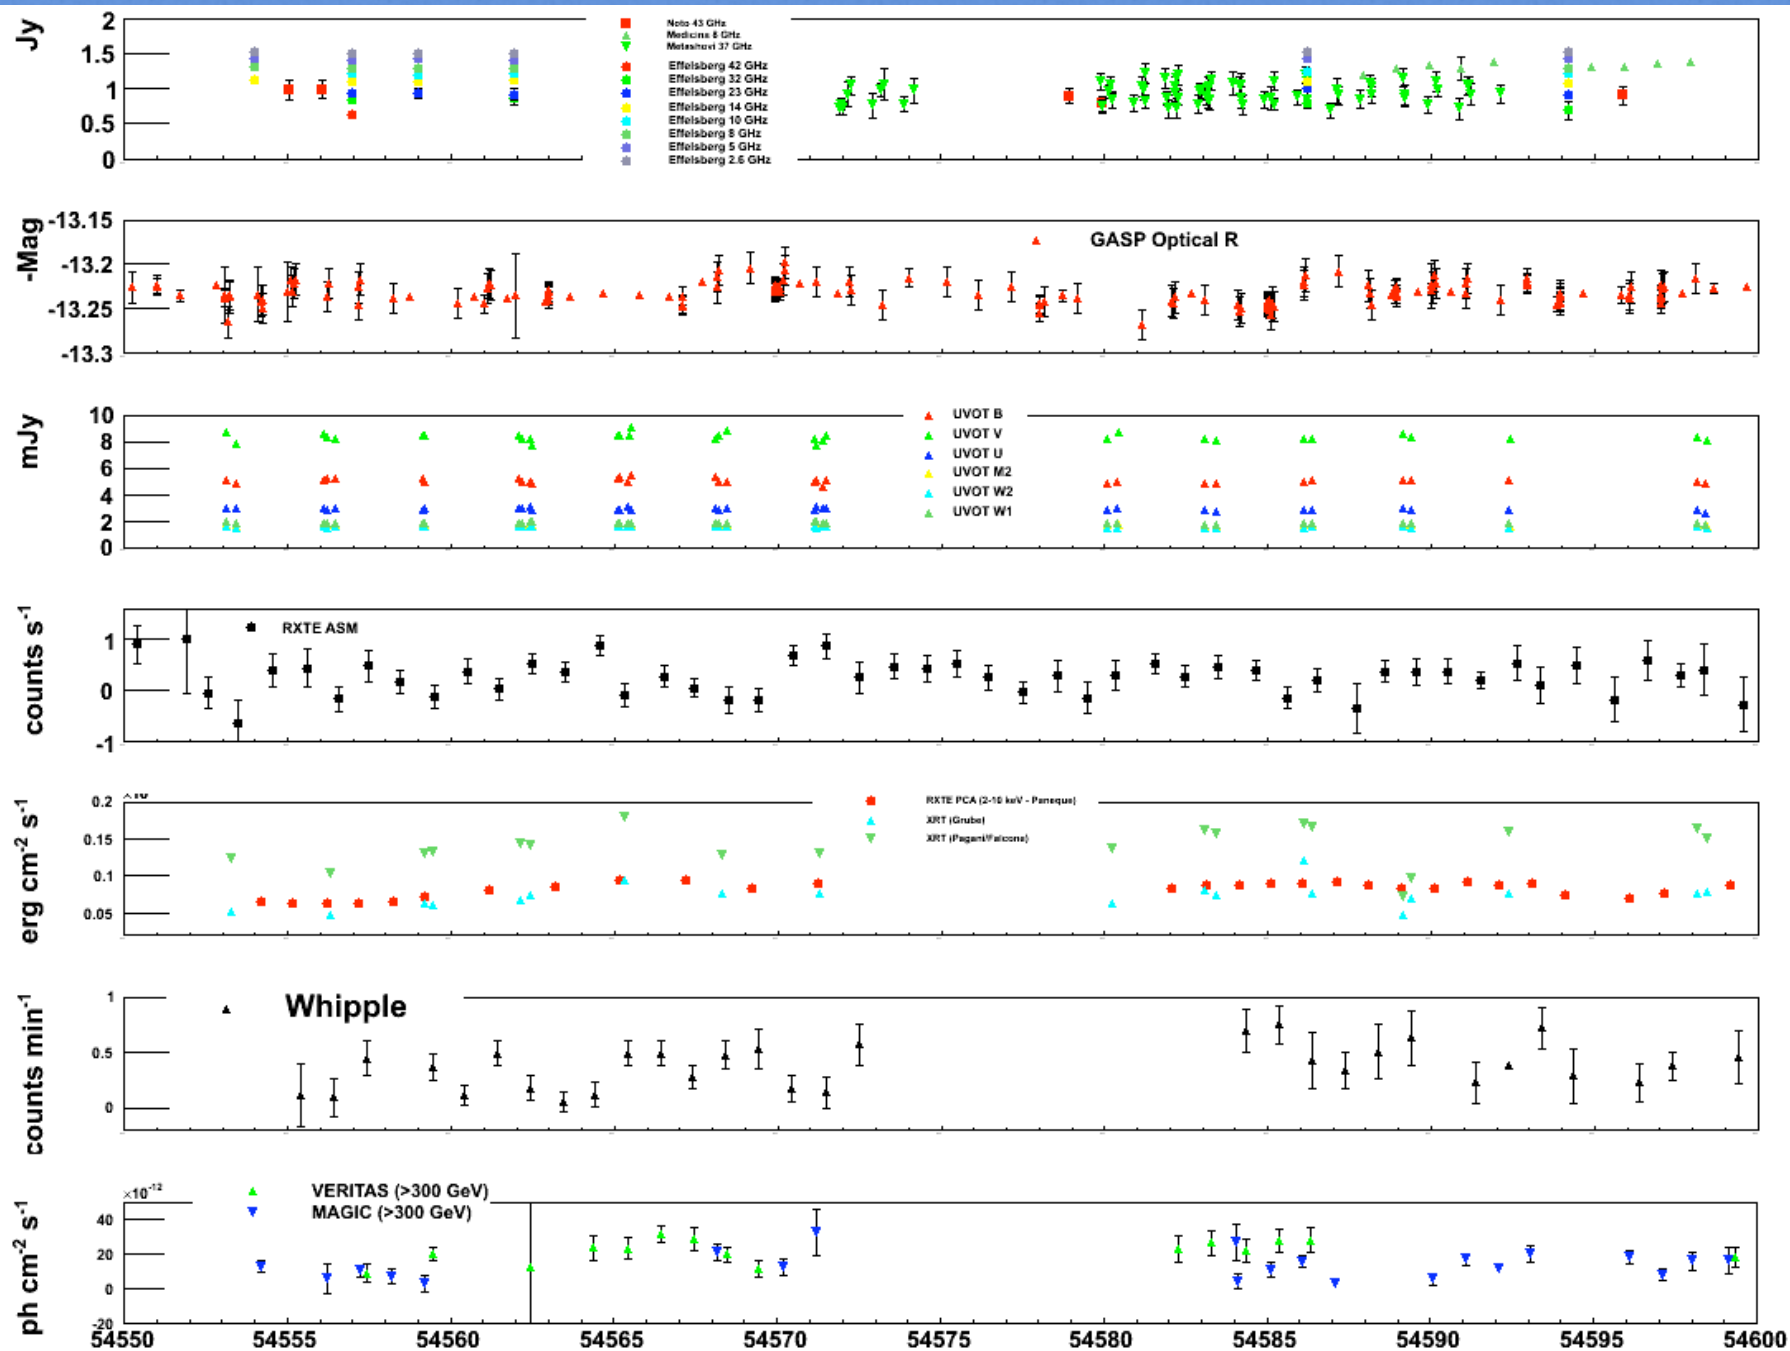 Jy
2
1.5
1
0.5
0
Noto 43 GHz
Medicina 8 GHz
Metsahovi 37 GHz
Effelsberg 42 GHz
Effelsberg 32 GHz
Effelsberg 23 GHz
Effelsberg 14 GHz
Effelsberg 10 GHz
Effelsberg 8 GHz
Effelsberg 5 GHz
Effelsberg 2.6 GHz
-Mag
-13.15
-13.2
-13.25
-13.3
GASP Optical R
mJy
10
8
6
4
2
0
UVOT B
UVOT V
UVOT U
UVOT M2
UVOT W2
UVOT W1
counts s-1
1
0
-1
RXTE ASM
erg cm-2 s-1
0.2
0.15
0.1
0.05
RXTE PCA (2-10 keV - Paneque)
XRT (Grube)
XRT (Pagani/Falcone)
counts min-1
1
0.5
0
Whipple
ph cm-2 s-1
×10-12
40
20
0
-20
VERITAS (>300 GeV)
MAGIC (>300 GeV)
54550 54555 54560 54565 54570 54575 54580 54585 54590 54595 54600